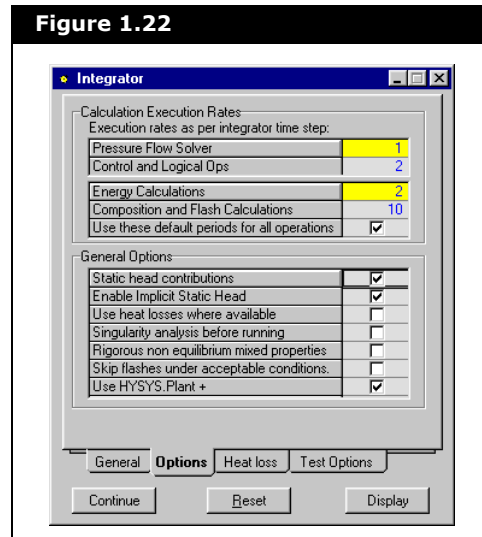 Figure 1.22
Integrator
Calculation Execution Rates
Execution rates as per integrator time step:
Pressure Flow Solver 1
Control and Logical Ops 2
Energy Calculations 2
Composition and Flash Calculations 10
Use these default periods for all operations
General Options
Static head contributions
Enable Implicit Static Head
Use heat losses where available
Singularity analysis before running
Rigorous non equilibrium mixed properties
Skip flashes under acceptable conditions.
Use HYSYS.Plant +
General Options Heat loss Test Options
Continue Reset Display